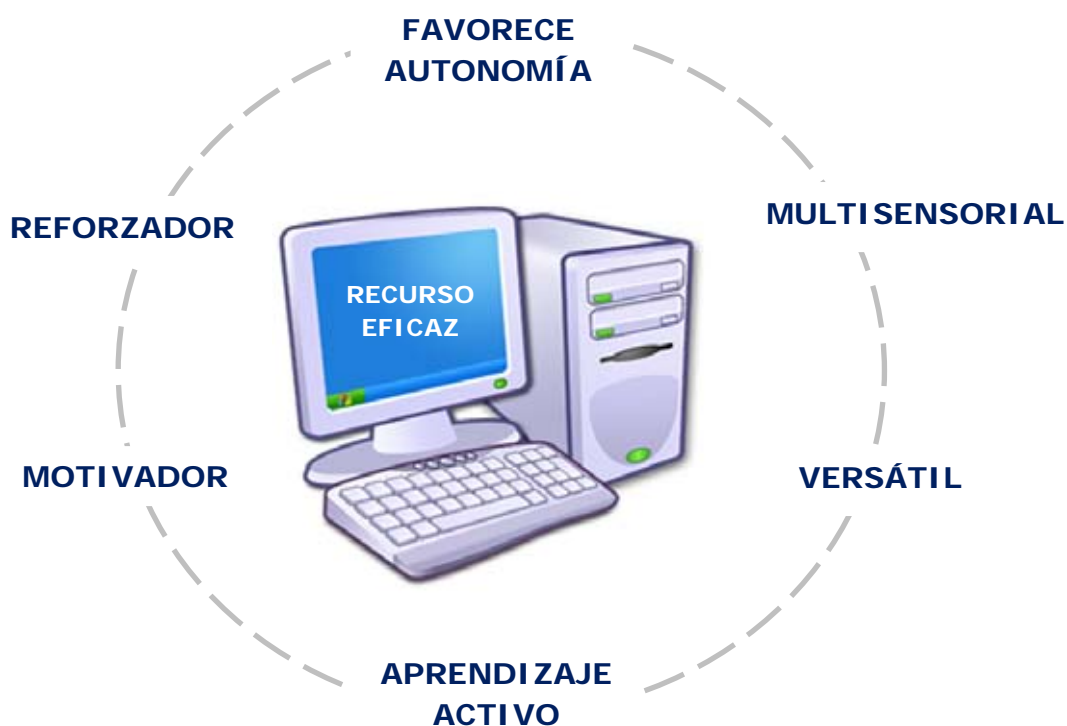 FAVORECE
AUTONOMÍA
REFORZADOR
MULTISENSORIAL
RECURSO
EFICAZ
MOTIVADOR
VERSÁTIL
APRENDIZAJE
ACTIVO